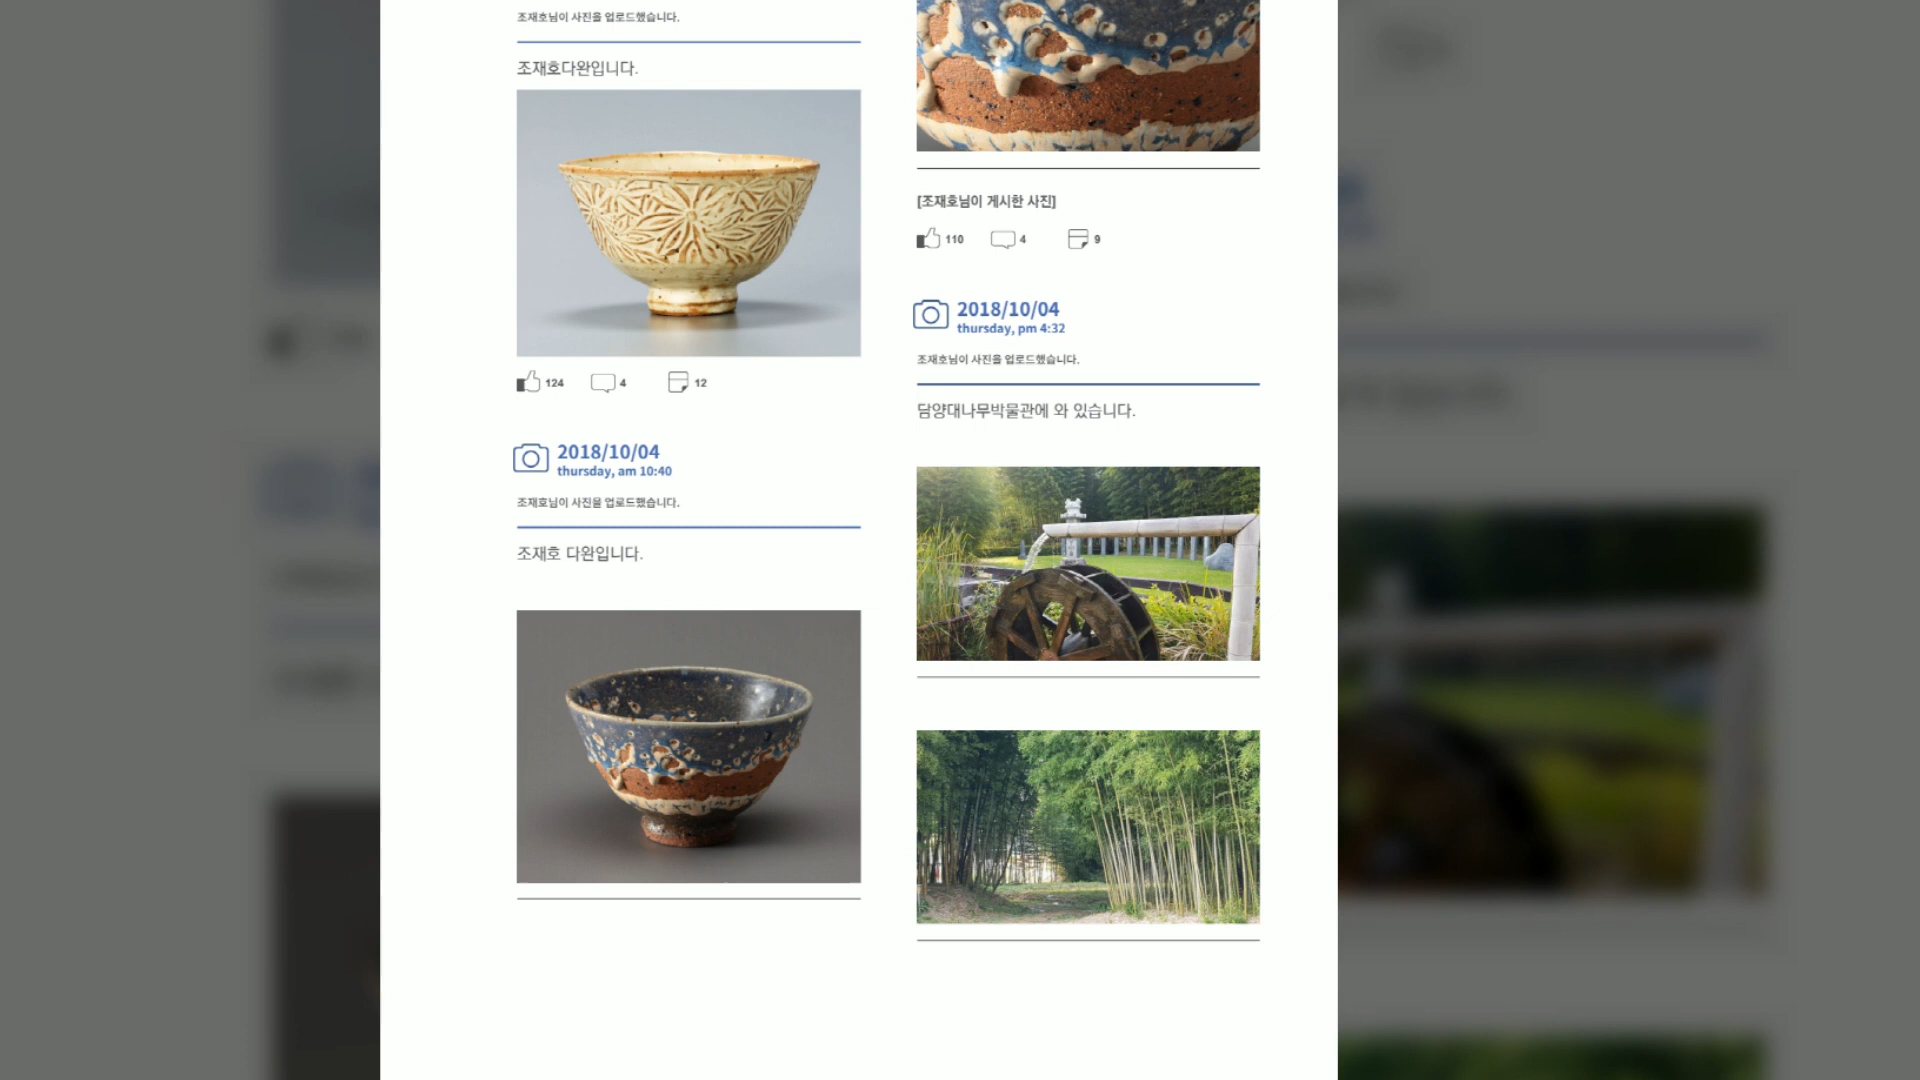 조재호님이 사진을 업로드했습니다.
조재호다완입니다.
124 4 12
2018/10/04
thursday, am 10:40
조재호님이 사진을 업로드했습니다.
조재호 다완입니다.
[조재호님이 게시한 사진]
110 4 9
2018/10/04
thursday, pm 4:32
조재호님이 사진을 업로드했습니다.
담양대나무박물관에 와 있습니다.